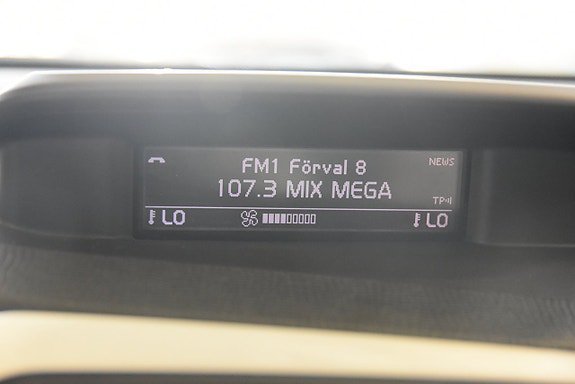 FM1 Förval 8
NEWS
107.3 MIX MEGA
TP
LO
LO